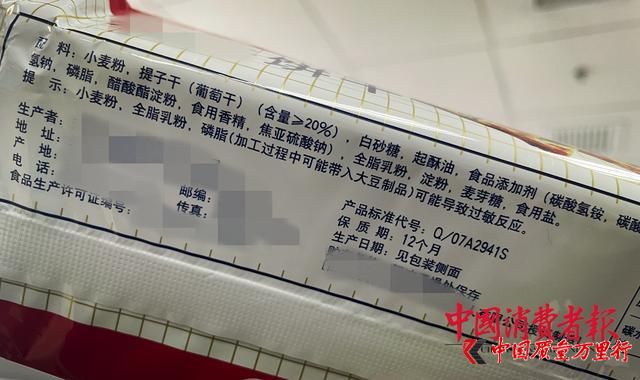 料：小麦粉，提子干（葡萄干）（含量≥20%），白砂糖，起酥油，食品添加剂（碳酸氢铵，碳酸
氢钠，磷脂，醋酸酯淀粉，食用香精，焦亚硫酸钠），全脂乳粉，淀粉，麦芽糖，食用盐。
提 示：小麦粉，全脂乳粉，磷脂(加工过程中可能带入大豆制品)可能导致过敏反应。
生产者：
地 址：
产 地：
电 话：
邮编：
传真：
食品生产许可证编号：
产品标准代号：Q/07A2941S
保 质 期：12个月
生产日期：见包装侧面
保存
中国消费者报
中国质量万里行